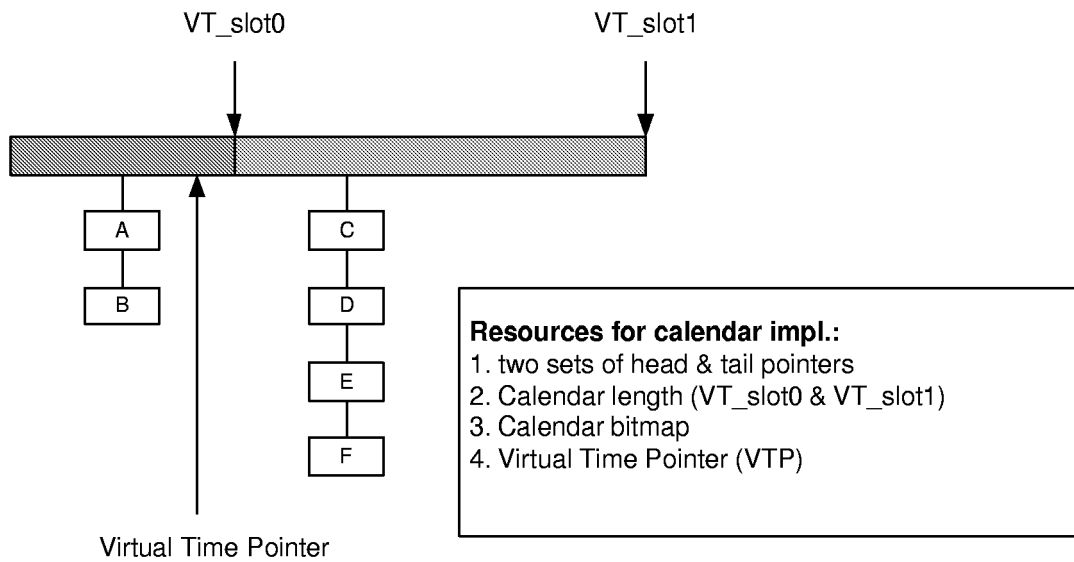 VT_slot0
VT_slot1
A
C
B
D
E
F
Resources for calendar impl.:
1. two sets of head & tail pointers
2. Calendar length (VT_slot0 & VT_slot1)
3. Calendar bitmap
4. Virtual Time Pointer (VTP)
Virtual Time Pointer